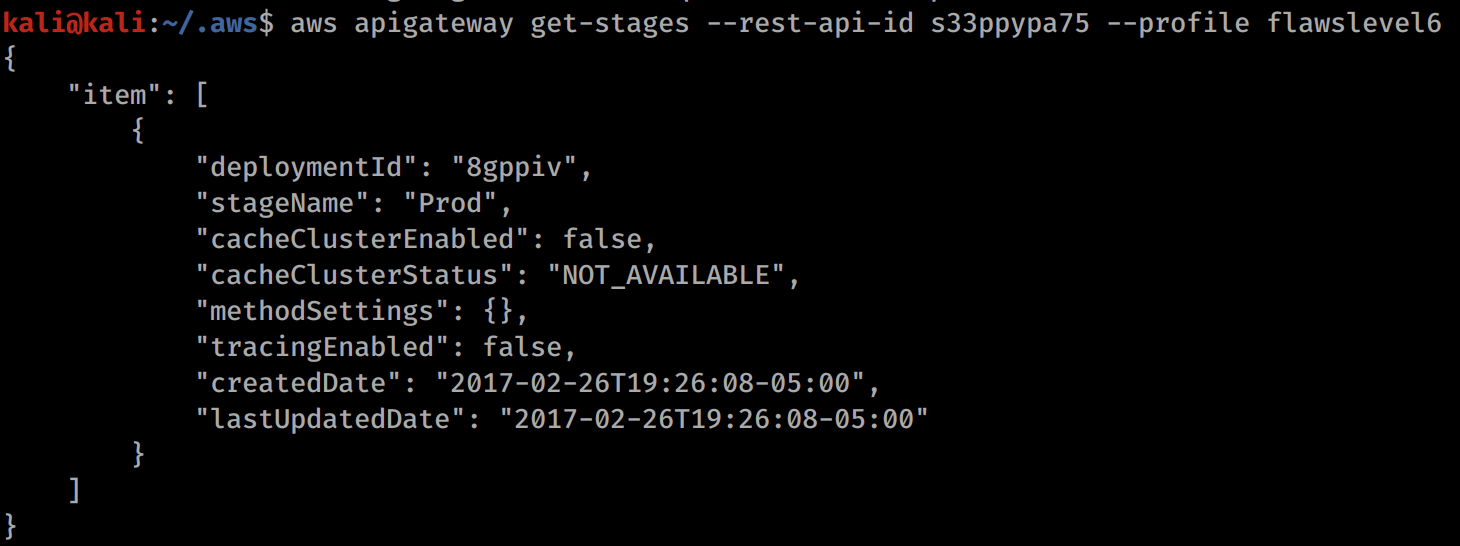 kali@kali:~/.aws$ aws apigateway get-stages --rest-api-id s33ppypa75 --profile flawslevel6
{
    "item": [
        {
            "deploymentId": "8gppiv",
            "stageName": "Prod",
            "cacheClusterEnabled": false,
            "cacheClusterStatus": "NOT_AVAILABLE",
            "methodSettings": {},
            "tracingEnabled": false,
            "createdDate": "2017-02-26T19:26:08-05:00",
            "lastUpdatedDate": "2017-02-26T19:26:08-05:00"
        }
    ]
}